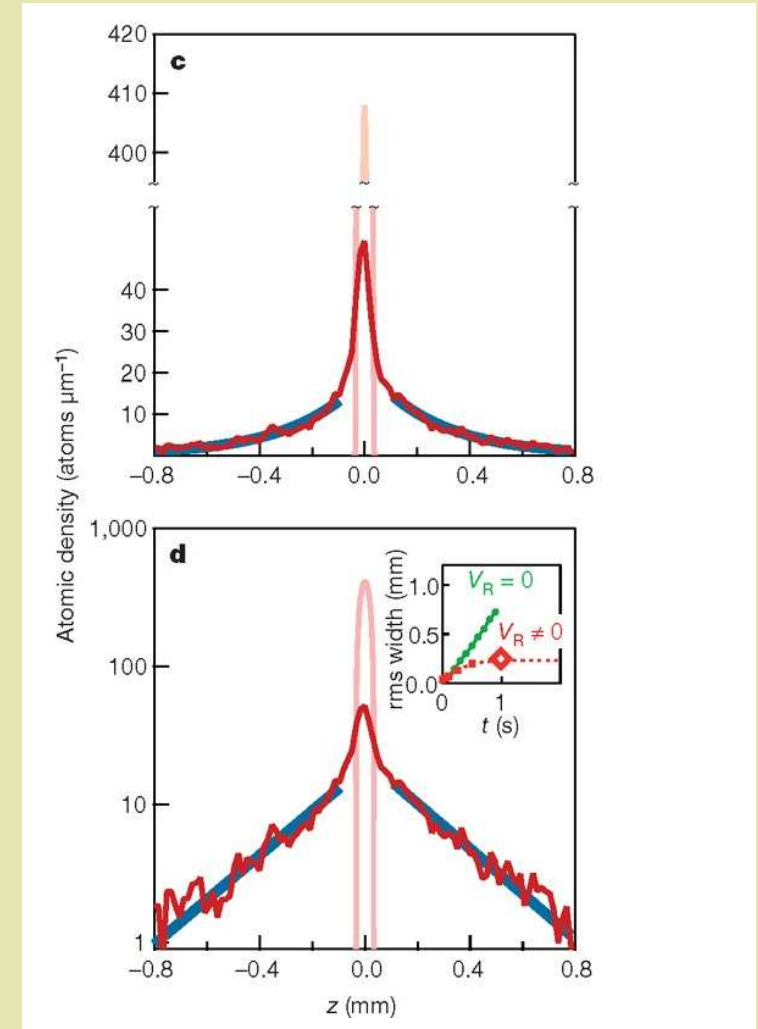 420
c
410
400
~ ~ ~
~ ~ ~ ~
40
30
20
10
−0.8 −0.4 0.0 0.4 0.8
Atomic density (atoms μm⁻¹)
1,000
d
100
10
1
−0.8 −0.4 0.0 0.4 0.8
z (mm)
rms width (mm)
1.0
0.5
0.0
V_R = 0
V_R ≠ 0
0 1
t (s)